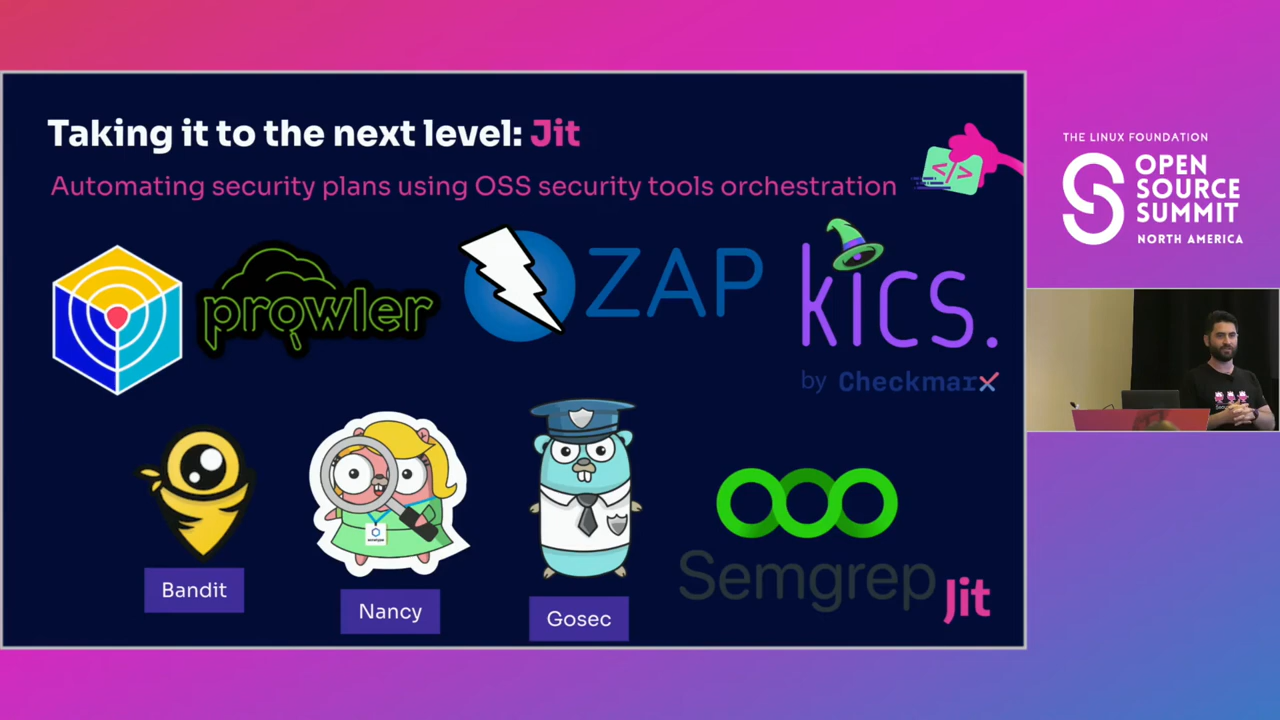 Taking it to the next level: Jit
Automating security plans using OSS security tools orchestration
</>
prowler
ZAP
kics.
by Checkmarx
Bandit
Nancy
Gosec
Semgrep
Jit
THE LINUX FOUNDATION
OPEN
SOURCE
SUMMIT
NORTH AMERICA